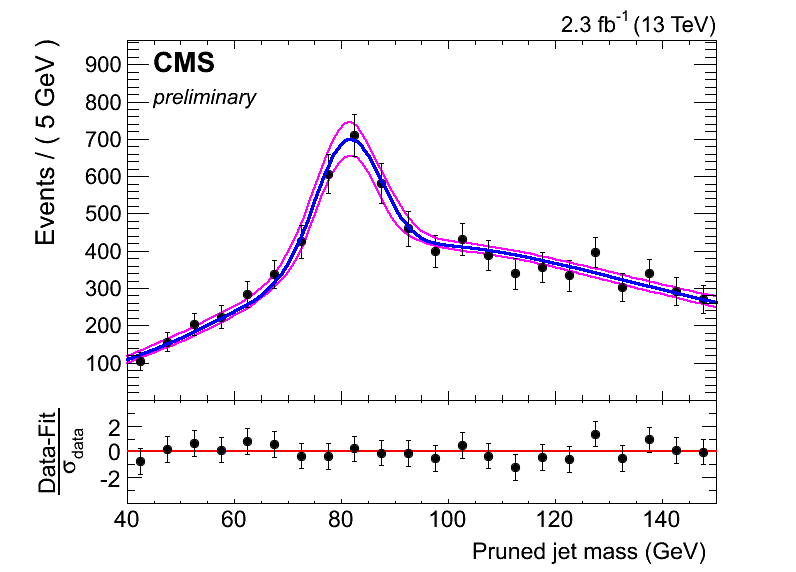 2.3 fb-1 (13 TeV)
CMS
preliminary
Events / ( 5 GeV )
900
800
700
600
500
400
300
200
100
Data-Fit
σdata
2
0
-2
40 60 80 100 120 140
Pruned jet mass (GeV)